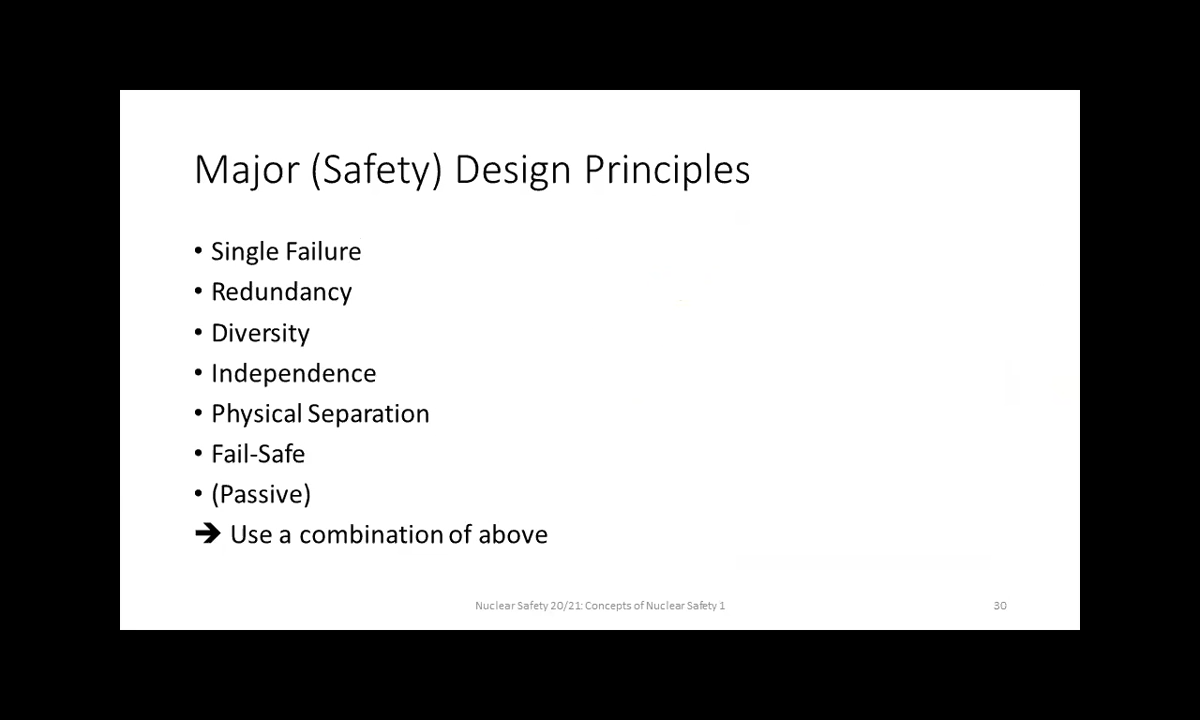 Major (Safety) Design Principles
• Single Failure
• Redundancy
• Diversity
• Independence
• Physical Separation
• Fail-Safe
• (Passive)
➔ Use a combination of above
Nuclear Safety 20/21: Concepts of Nuclear Safety 1
30